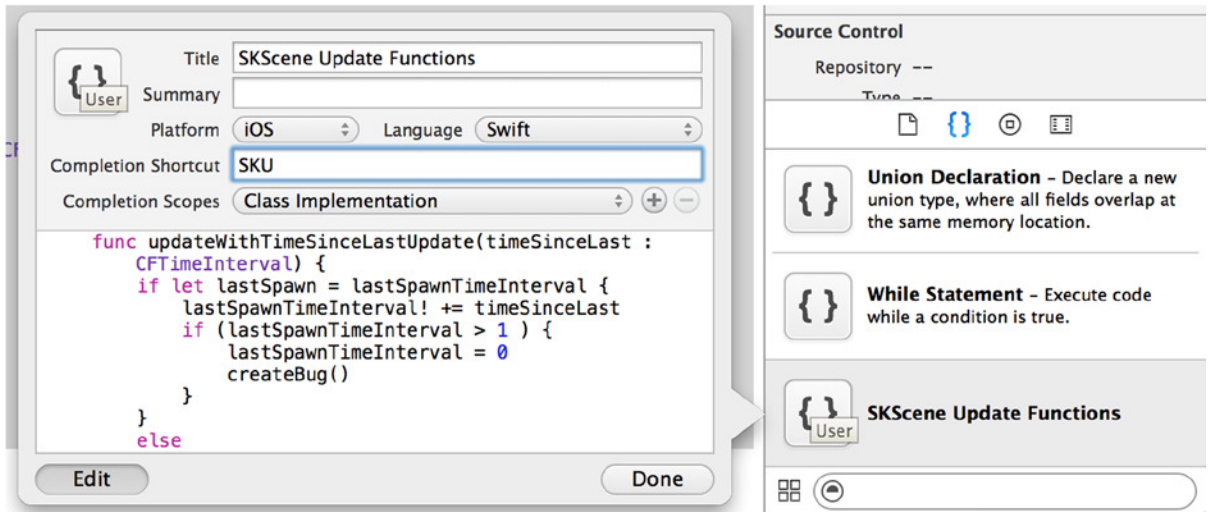 Title SKScene Update Functions
User
Summary
Platform iOS Language Swift
Completion Shortcut SKU
Completion Scopes Class Implementation
func updateWithTimeSinceLastUpdate(timeSinceLast :
CFTimeInterval) {
if let lastSpawn = lastSpawnTimeInterval {
lastSpawnTimeInterval! += timeSinceLast
if (lastSpawnTimeInterval > 1 ) {
lastSpawnTimeInterval = 0
createBug()
}
}
else
Edit
Done
Source Control
Repository --
Type --
{}
Union Declaration – Declare a new
union type, where all fields overlap at
the same memory location.
{ }
While Statement – Execute code
while a condition is true.
{ }
SKScene Update Functions
{ }
User